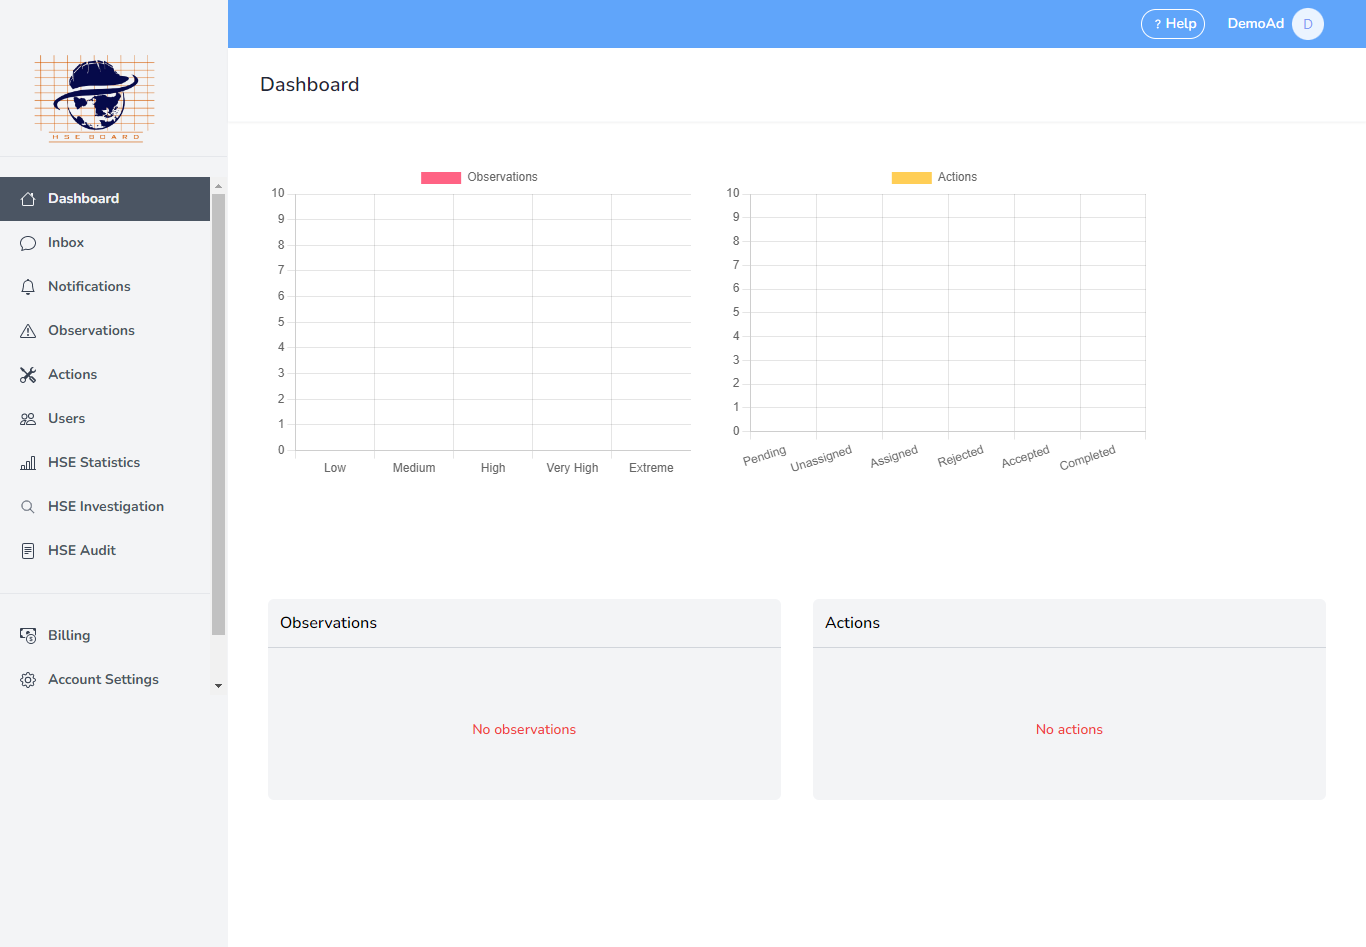 ? Help
DemoAd
D
HSE BOARD
Dashboard
Inbox
Notifications
Observations
Actions
Users
HSE Statistics
HSE Investigation
HSE Audit
Billing
Account Settings
Dashboard
Observations
10
9
8
7
6
5
4
3
2
1
0
Low Medium High Very High Extreme
Actions
10
9
8
7
6
5
4
3
2
1
0
Pending Unassigned Assigned Rejected Accepted Completed
Observations
No observations
Actions
No actions